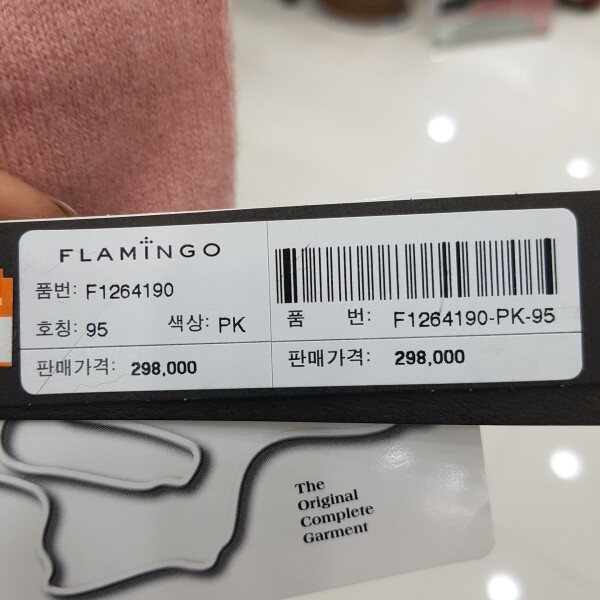 FLAMINGO
품번: F1264190
호칭: 95 색상: PK
판매가격: 298,000
품 번: F1264190-PK-95
판매가격: 298,000
The
Original
Complete
Garment